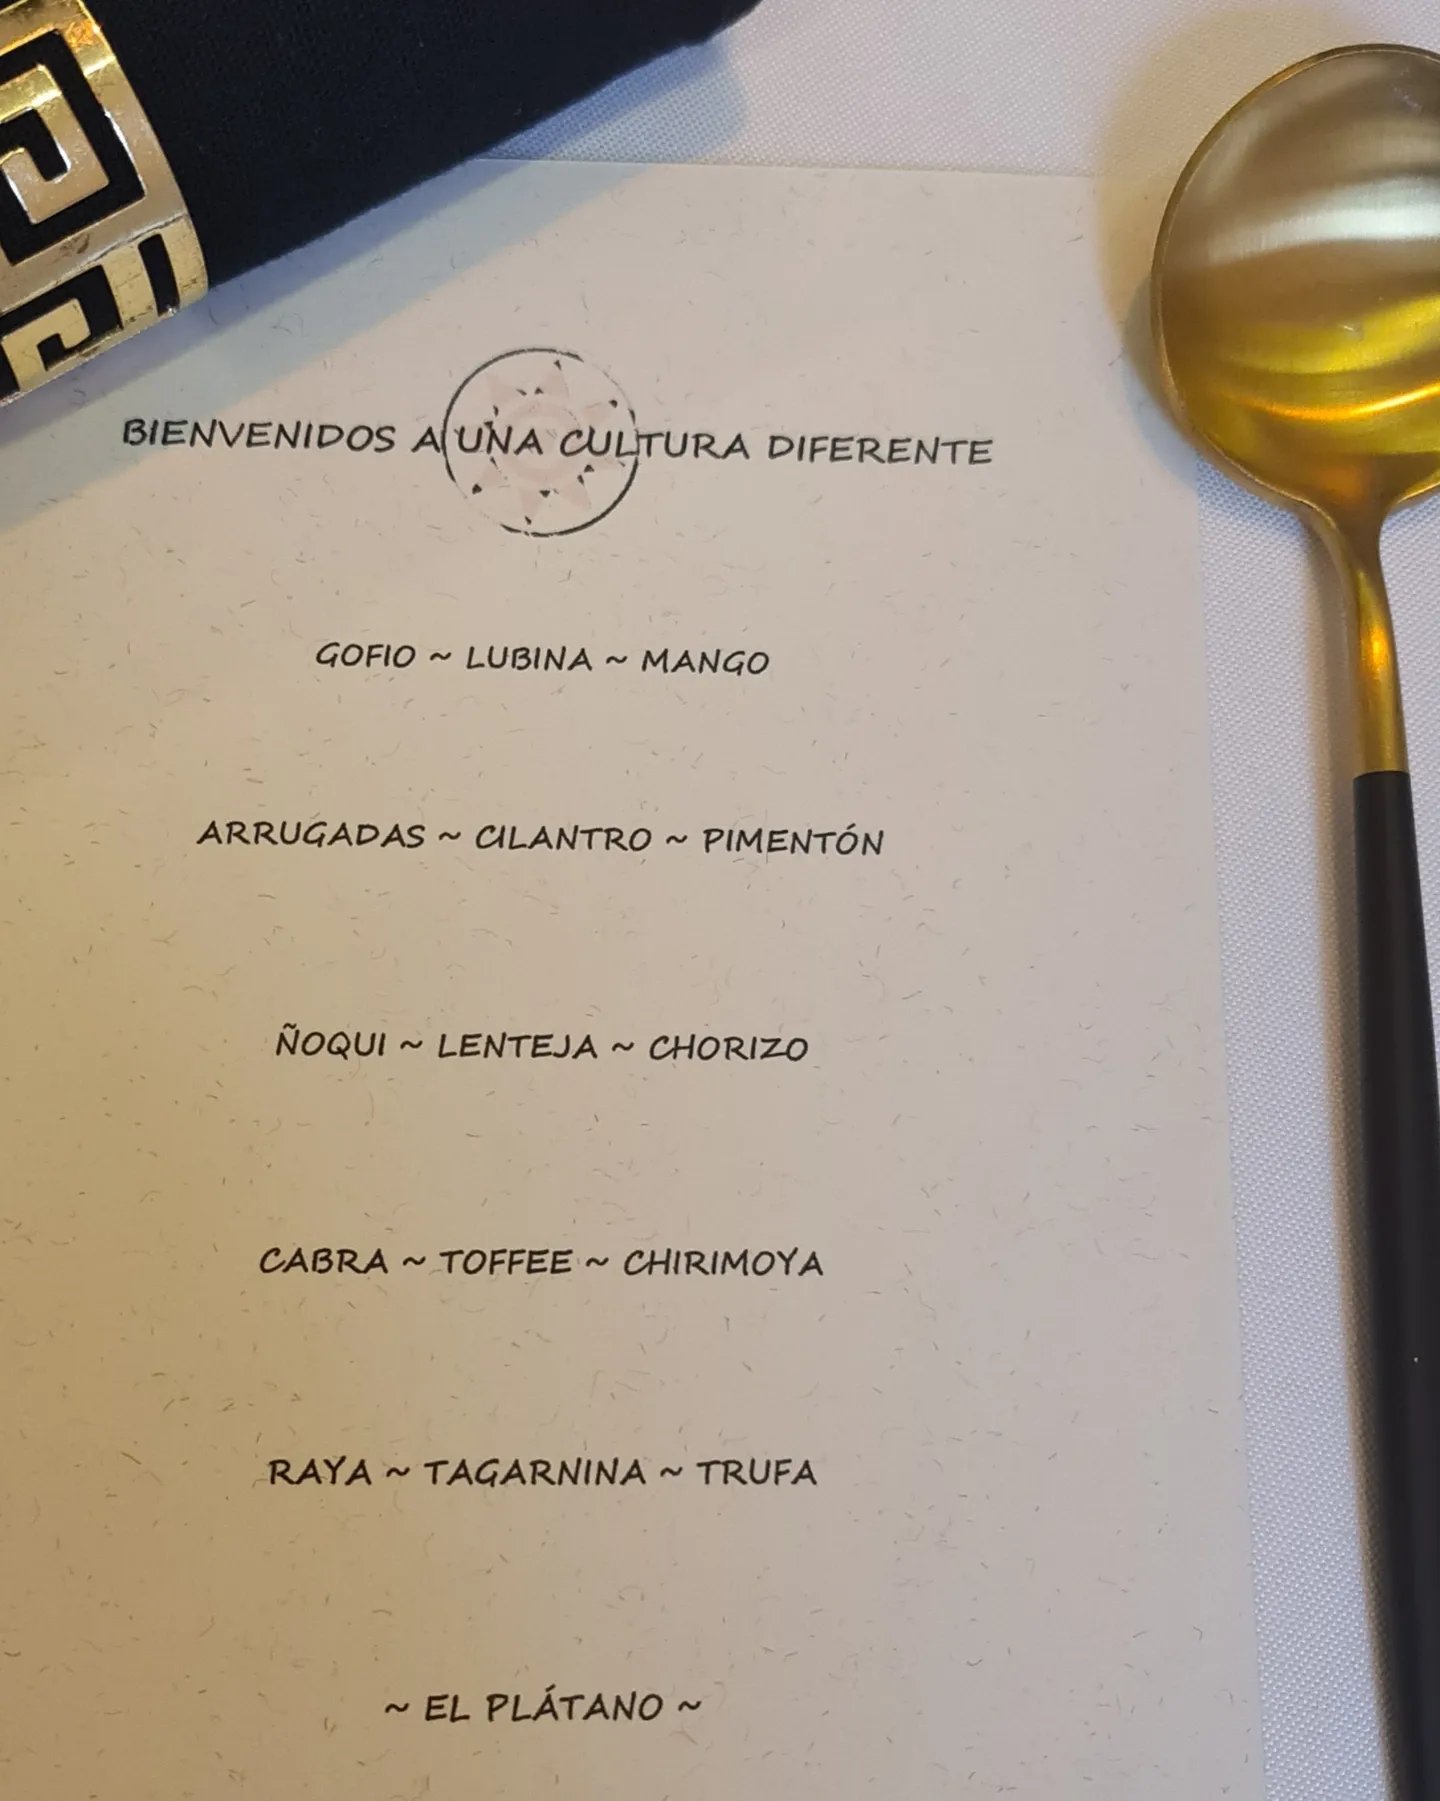 BIENVENIDOS A UNA CULTURA DIFERENTE
GOFIO ~ LUBINA ~ MANGO
ARRUGADAS ~ CILANTRO ~ PIMENTÓN
ÑOQUI ~ LENTEJA ~ CHORIZO
CABRA ~ TOFFEE ~ CHIRIMOYA
RAYA ~ TAGARNINA ~ TRUFA
~ EL PLÁTANO ~